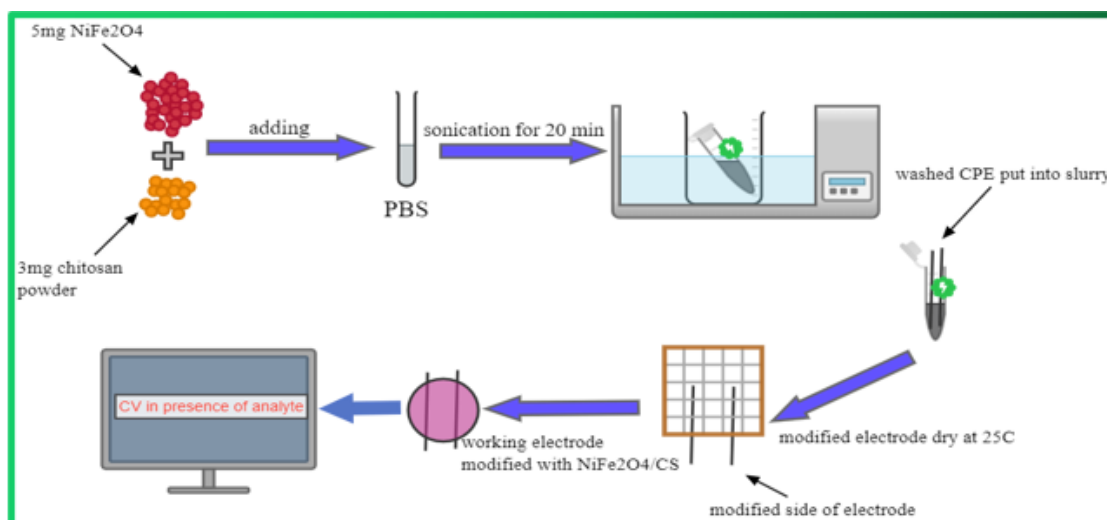 5mg NiFe2O4
adding
sonication for 20 min
PBS
3mg chitosan
powder
washed CPE put into slurry
modified electrode dry at 25C
modified side of electrode
working electrode
modified with NiFe2O4/CS
CV in presence of analyte